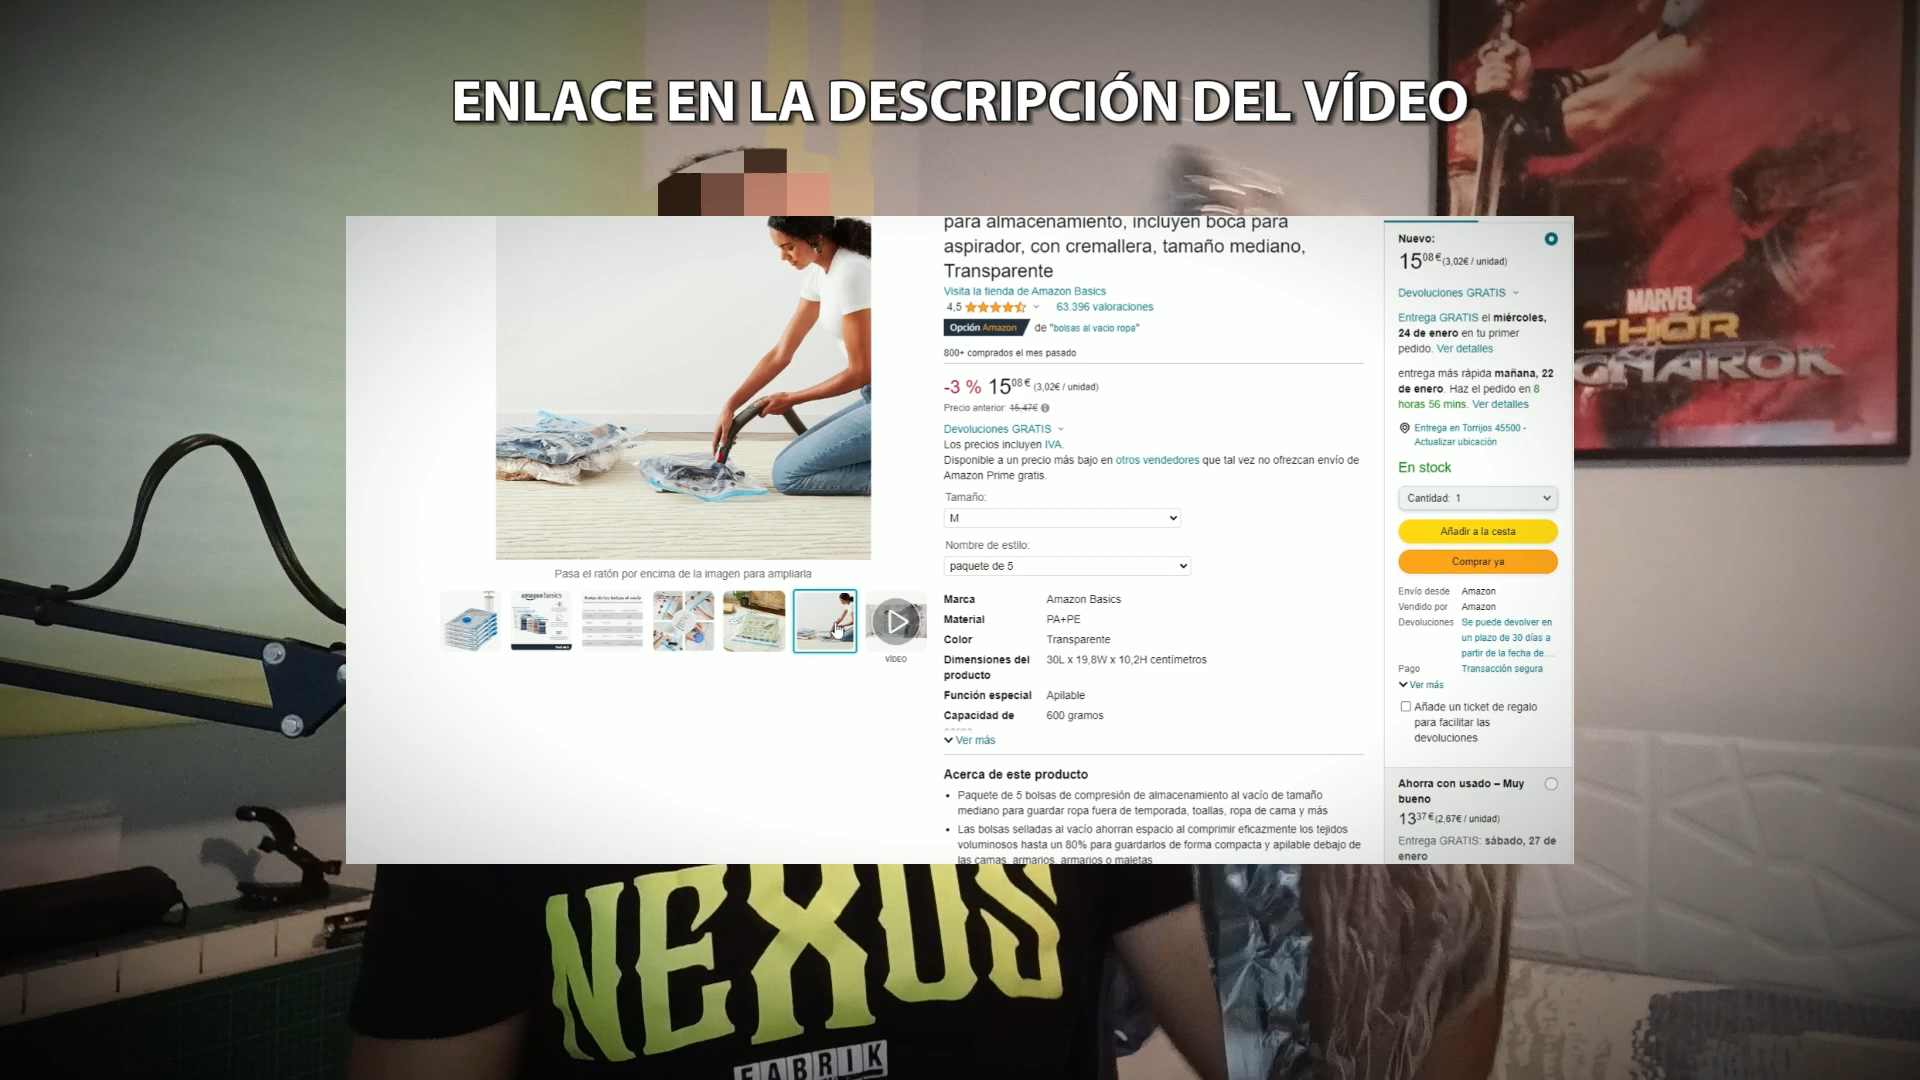 ENLACE EN LA DESCRIPCIÓN DEL VÍDEO
MARVEL
THOR
GNAROK
para almacenamiento, incluyen boca para
aspirador, con cremallera, tamaño mediano,
Transparente
Visita la tienda de Amazon Basics
4,5 63.396 valoraciones
Opción Amazon de "bolsas al vacio ropa"
800+ comprados el mes pasado
-3 % 15,08 € (3,02€ / unidad)
Precio anterior: 15,47€
Devoluciones GRATIS
Los precios incluyen IVA.
Disponible a un precio más bajo en otros vendedores que tal vez no ofrezcan envío de
Amazon Prime gratis.
Tamaño:
M
Nombre de estilo:
paquete de 5
Marca Amazon Basics
Material PA+PE
Color Transparente
Dimensiones del 30L x 19,8W x 10,2H centímetros
producto
Función especial Apilable
Capacidad de 600 gramos
Ver más
Acerca de este producto
• Paquete de 5 bolsas de compresión de almacenamiento al vacío de tamaño
mediano para guardar ropa fuera de temporada, toallas, ropa de cama y más
• Las bolsas selladas al vacío ahorran espacio al comprimir eficazmente los tejidos
voluminosos hasta un 80% para guardarlos de forma compacta y apilable debajo de
las camas, armarios, armarios o maletas
Pasa el ratón por encima de la imagen para ampliarla
amazon basics
VÍDEO
Nuevo:
15,08 € (3,02€ / unidad)
Devoluciones GRATIS
Entrega GRATIS el miércoles,
24 de enero en tu primer
pedido. Ver detalles
entrega más rápida mañana, 22
de enero. Haz el pedido en 8
horas 56 mins. Ver detalles
Entrega en Torrijos 45500 -
Actualizar ubicación
En stock
Cantidad: 1
Añadir a la cesta
Comprar ya
Envío desde Amazon
Vendido por Amazon
Devoluciones Se puede devolver en
un plazo de 30 días a
partir de la fecha de...
Pago Transacción segura
Ver más
Añade un ticket de regalo
para facilitar las
devoluciones
Ahorra con usado – Muy
bueno
13,37 € (2,67€ / unidad)
Entrega GRATIS: sábado, 27 de
enero
NEXUS
FABRIK